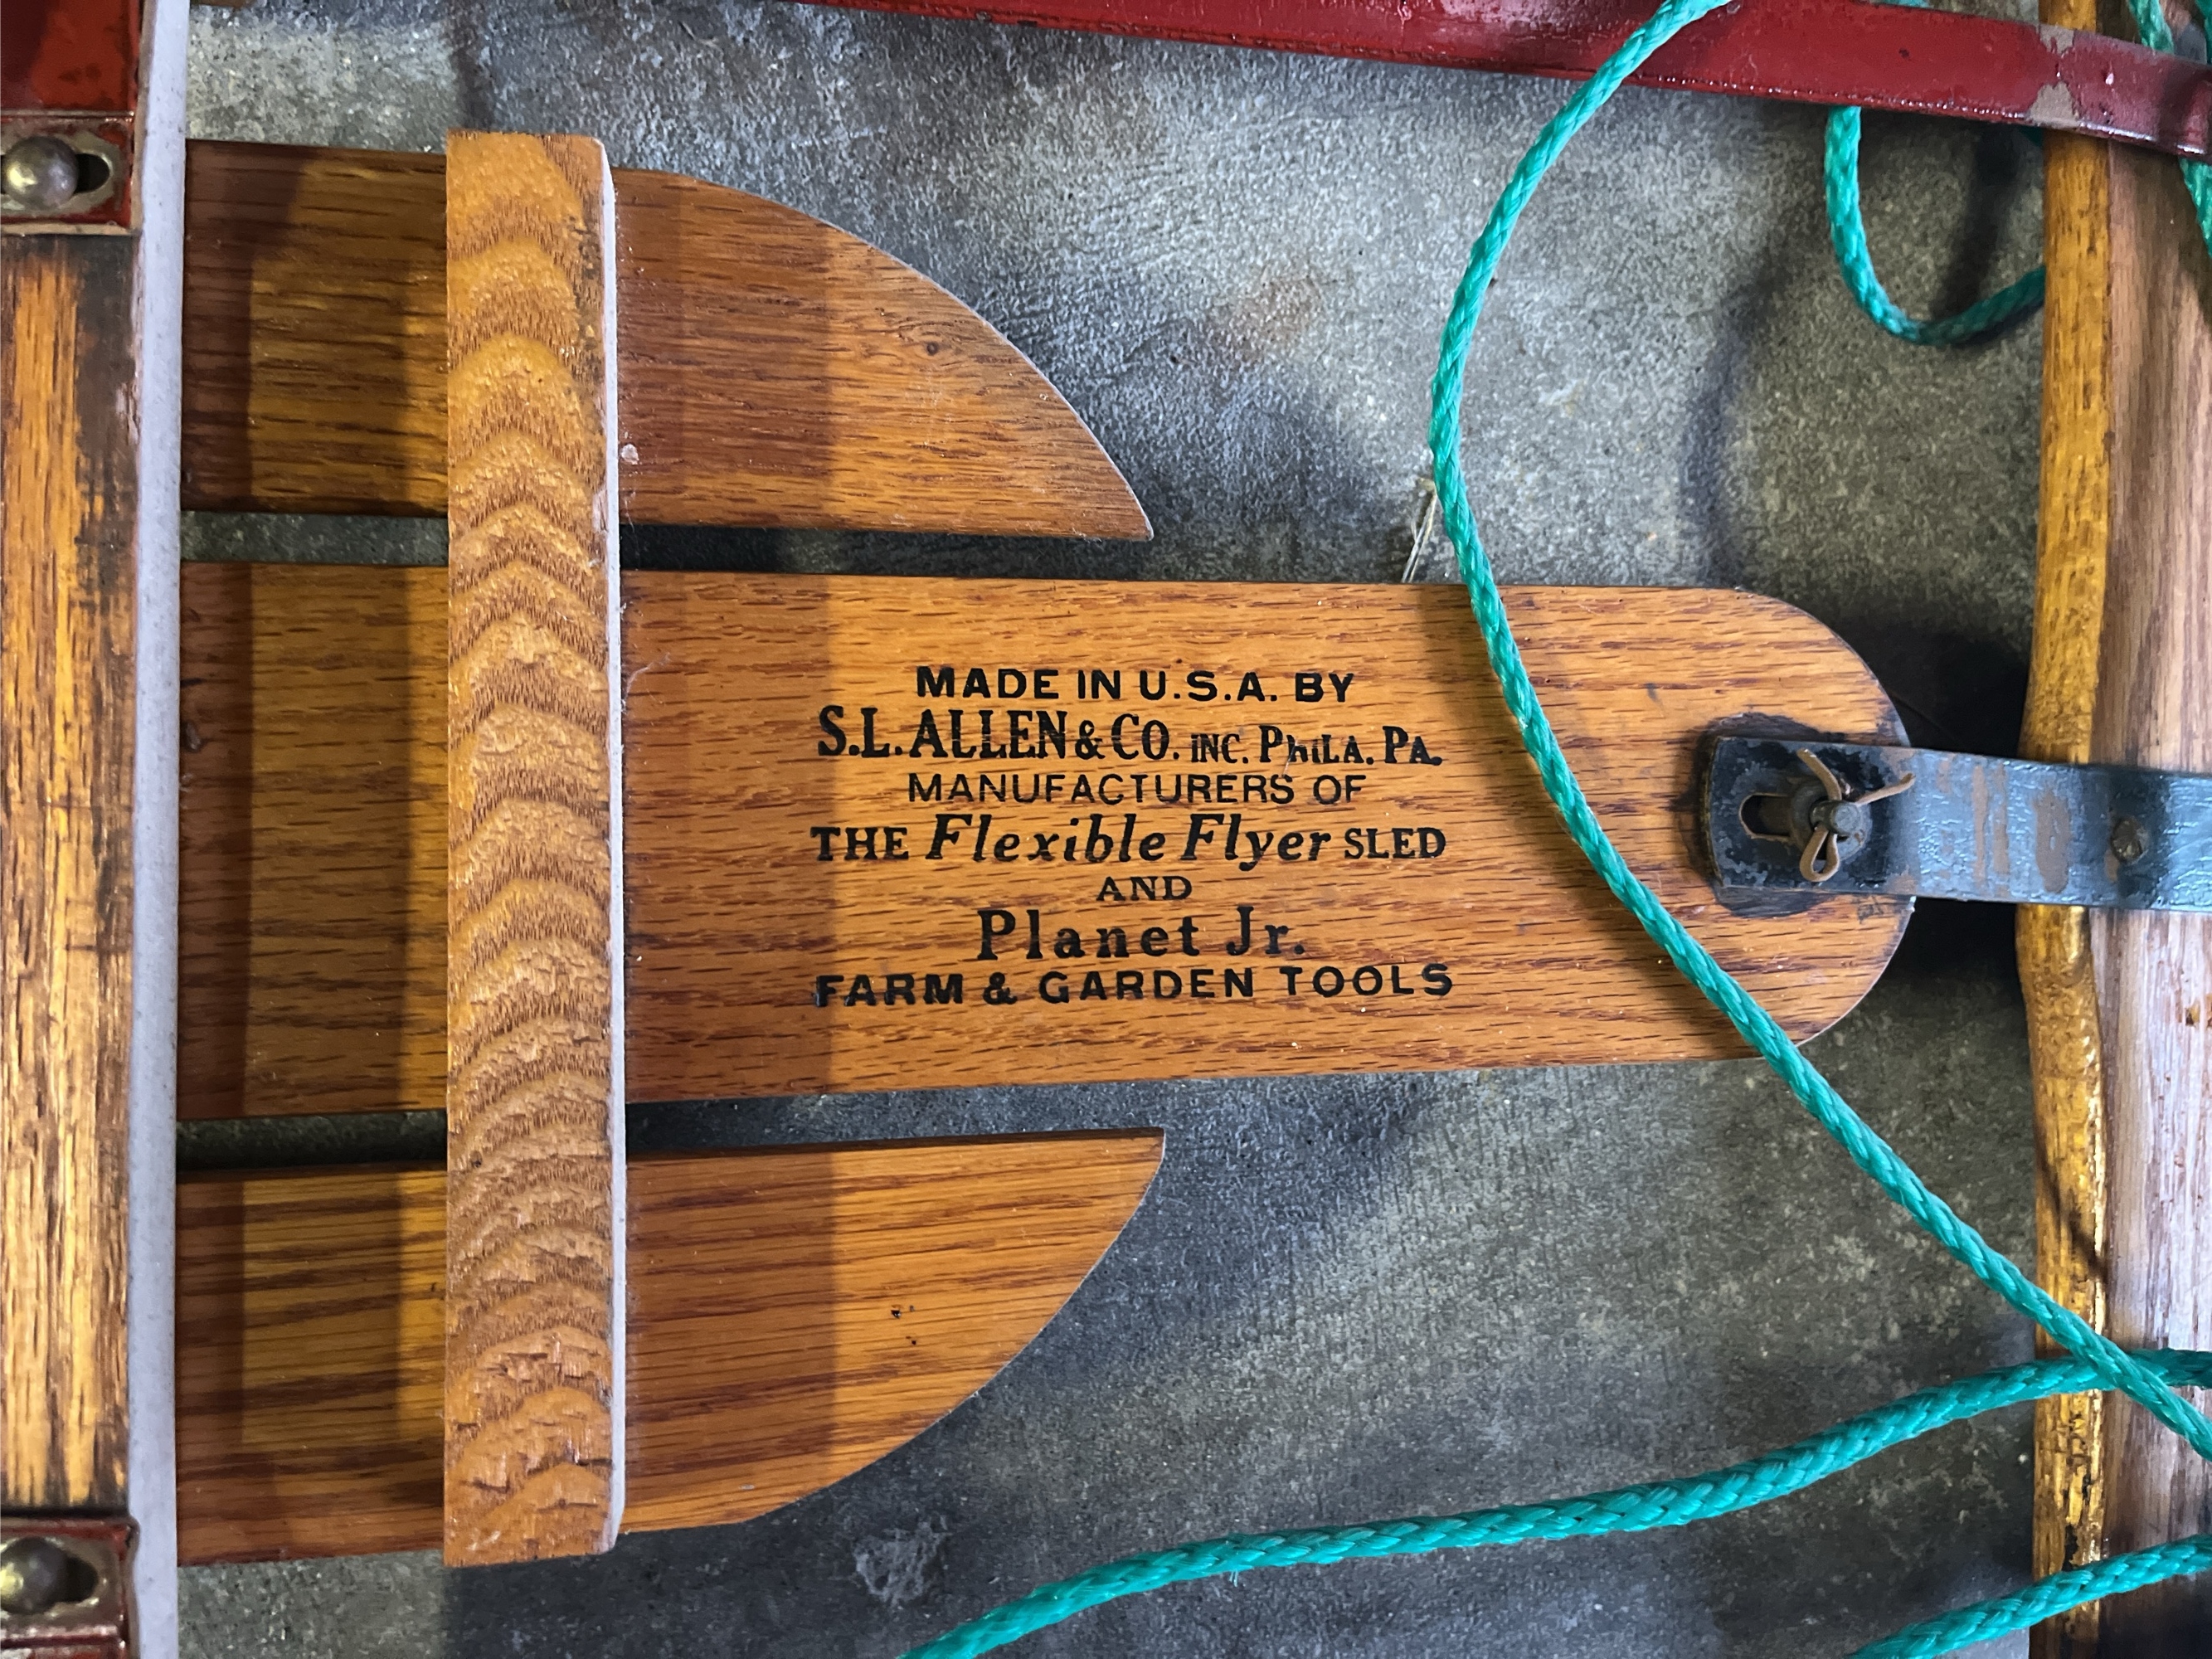 MADE IN U.S.A. BY
S.L. ALLEN & CO. INC. PhILA. PA.
MANUFACTURERS OF
THE Flexible Flyer SLED
AND
Planet Jr.
FARM & GARDEN TOOLS